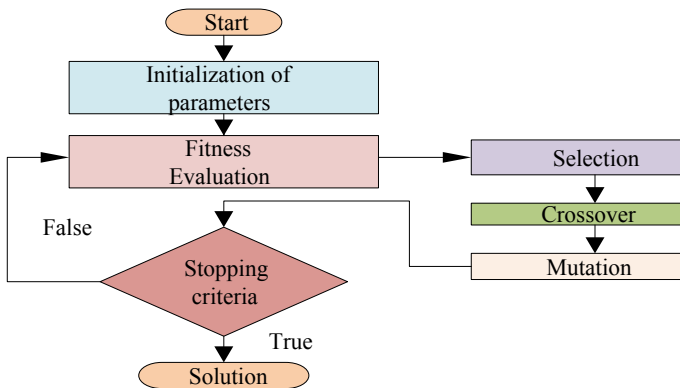 Start
Initialization of
parameters
Fitness
Evaluation
Selection
Crossover
Mutation
False
Stopping
criteria
True
Solution